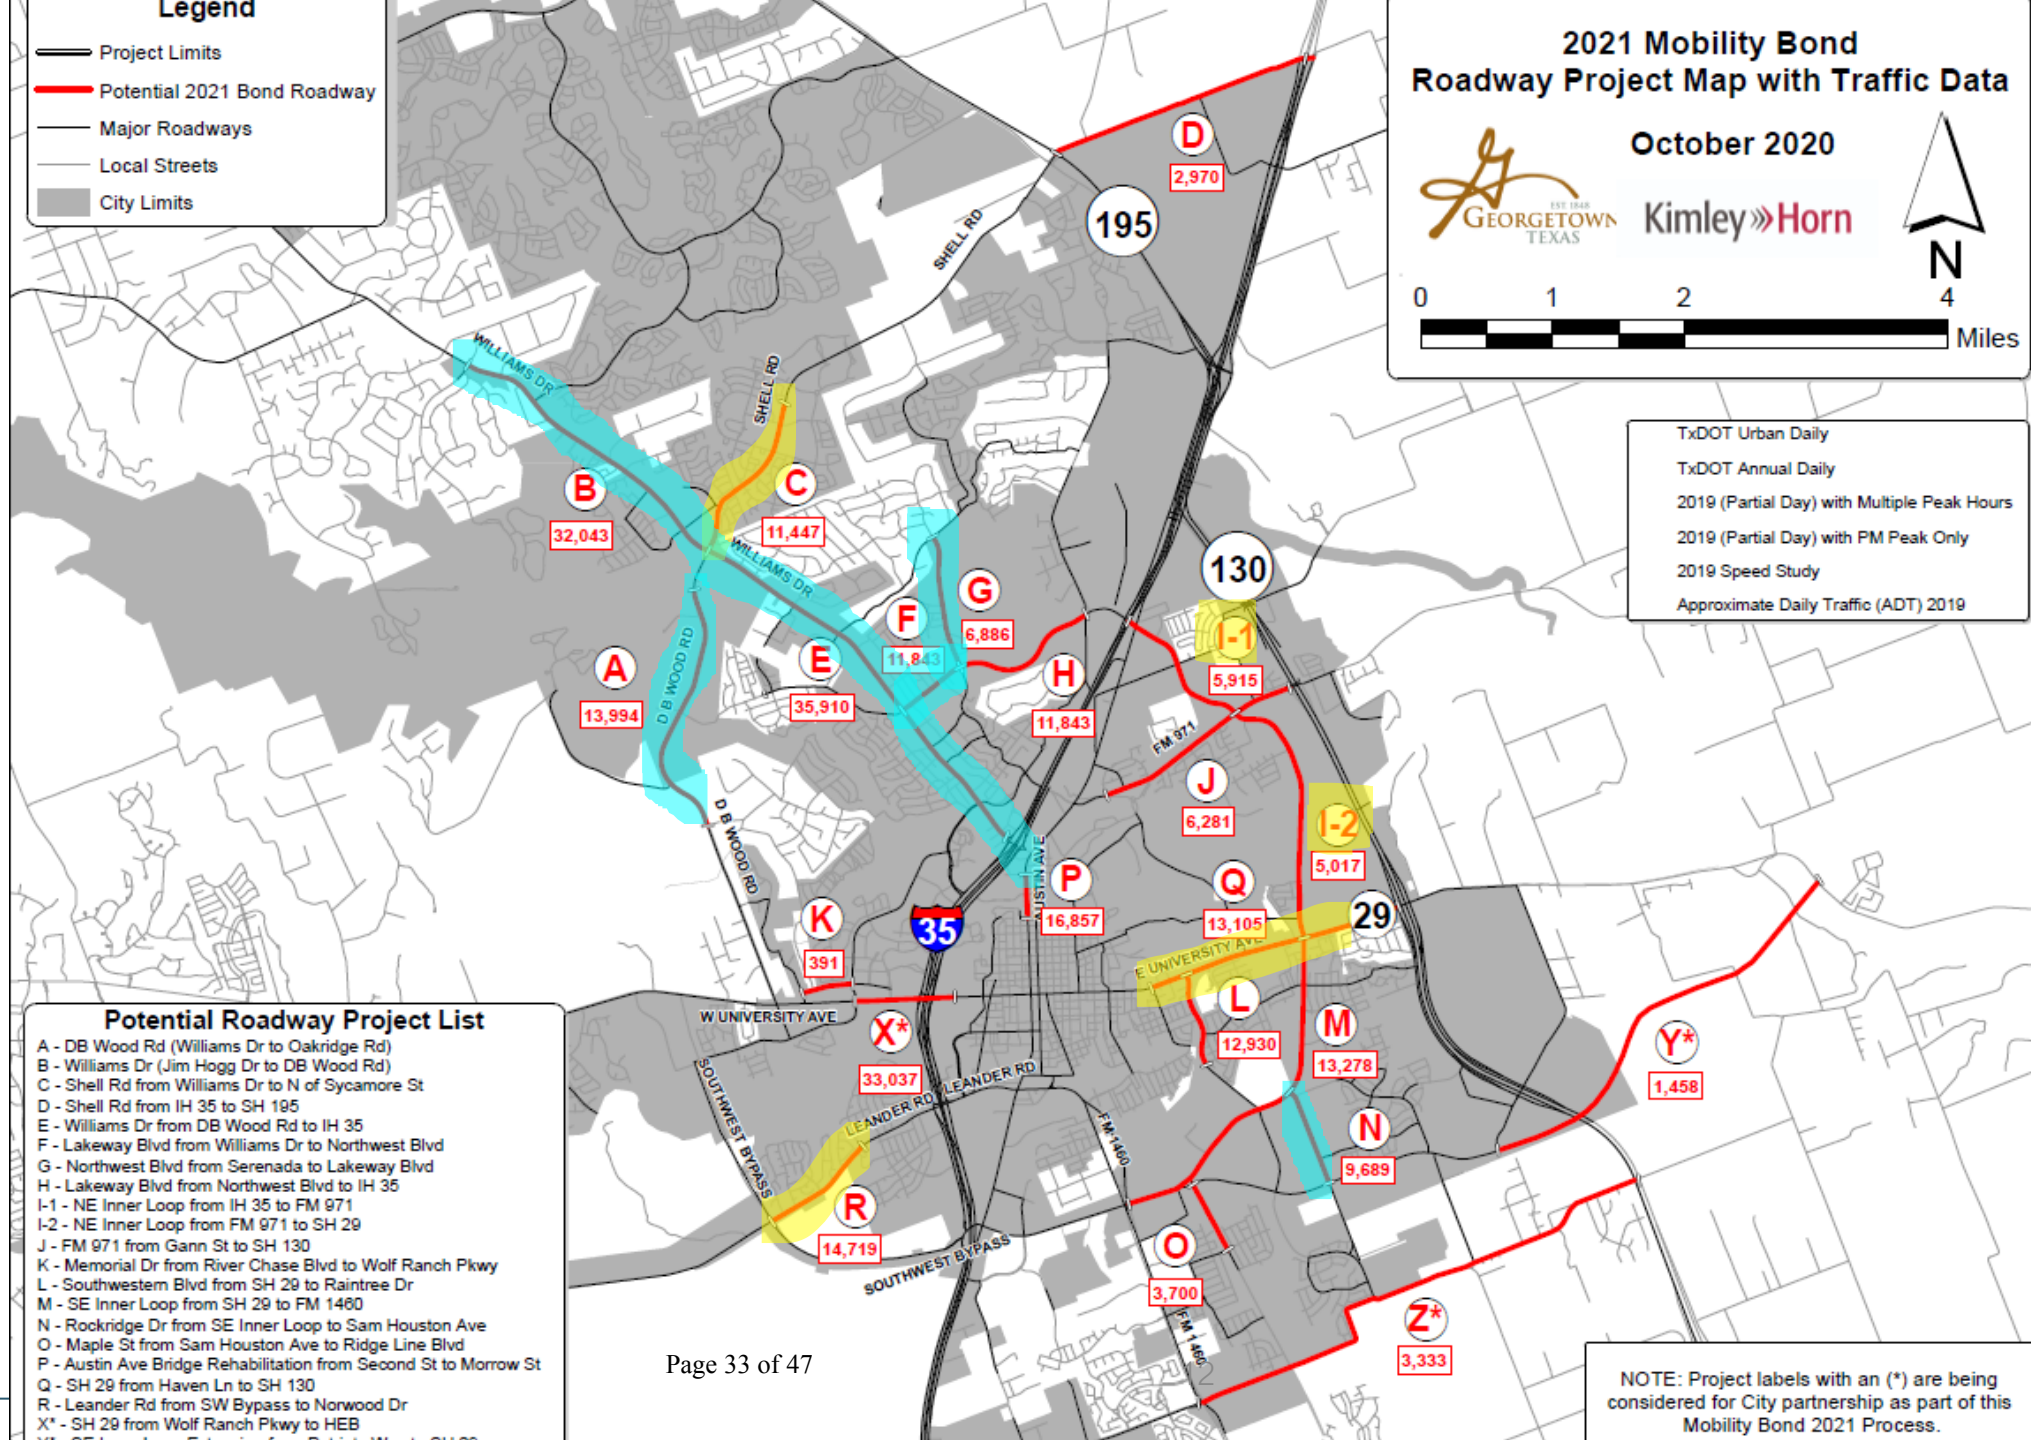 Legend
Project Limits
Potential 2021 Bond Roadway
Major Roadways
Local Streets
City Limits
2021 Mobility Bond
Roadway Project Map with Traffic Data
October 2020
EST. 1848
GEORGETOWN
TEXAS
Kimley»Horn
N
0 1 2 4
Miles
TxDOT Urban Daily
TxDOT Annual Daily
2019 (Partial Day) with Multiple Peak Hours
2019 (Partial Day) with PM Peak Only
2019 Speed Study
Approximate Daily Traffic (ADT) 2019
D
2,970
195
SHELL RD
WILLIAMS DR
SHELL RD
B
32,043
C
11,447
WILLIAMS DR
130
G
6,886
F
11,843
I-1
5,915
A
13,994
D B WOOD RD
E
35,910
H
11,843
FM 971
J
6,281
I-2
5,017
D B WOOD RD
AUSTIN AVE
P
16,857
Q
13,105
29
K
391
35
E UNIVERSITY AVE
L
12,930
W UNIVERSITY AVE
X*
33,037
M
13,278
Y*
1,458
SOUTHWEST BYPASS
LEANDER RD
LEANDER RD
FM 1460
N
9,689
R
14,719
SOUTHWEST BYPASS
O
3,700
FM 1460
Z*
3,333
Potential Roadway Project List
A - DB Wood Rd (Williams Dr to Oakridge Rd)
B - Williams Dr (Jim Hogg Dr to DB Wood Rd)
C - Shell Rd from Williams Dr to N of Sycamore St
D - Shell Rd from IH 35 to SH 195
E - Williams Dr from DB Wood Rd to IH 35
F - Lakeway Blvd from Williams Dr to Northwest Blvd
G - Northwest Blvd from Serenada to Lakeway Blvd
H - Lakeway Blvd from Northwest Blvd to IH 35
I-1 - NE Inner Loop from IH 35 to FM 971
I-2 - NE Inner Loop from FM 971 to SH 29
J - FM 971 from Gann St to SH 130
K - Memorial Dr from River Chase Blvd to Wolf Ranch Pkwy
L - Southwestern Blvd from SH 29 to Raintree Dr
M - SE Inner Loop from SH 29 to FM 1460
N - Rockridge Dr from SE Inner Loop to Sam Houston Ave
O - Maple St from Sam Houston Ave to Ridge Line Blvd
P - Austin Ave Bridge Rehabilitation from Second St to Morrow St
Q - SH 29 from Haven Ln to SH 130
R - Leander Rd from SW Bypass to Norwood Dr
X* - SH 29 from Wolf Ranch Pkwy to HEB
Page 33 of 47
2
NOTE: Project labels with an (*) are being
considered for City partnership as part of this
Mobility Bond 2021 Process.